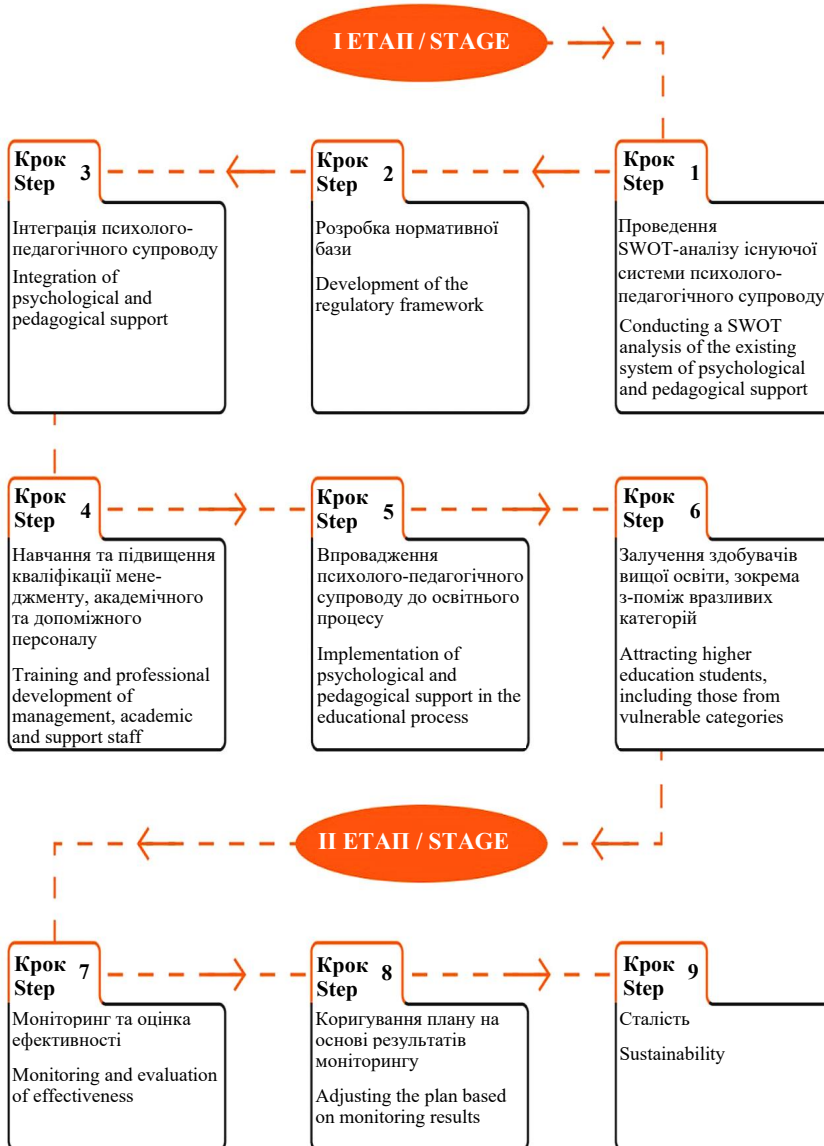 I ЕТАП / STAGE
Крок
Step 3
Інтеграція психолого-
педагогічного супроводу
Integration of
psychological and
pedagogical support
Крок
Step 2
Розробка нормативної
бази
Development of the
regulatory framework
Крок
Step 1
Проведення
SWOT-аналізу існуючої
системи психолого-
педагогічного супроводу
Conducting a SWOT
analysis of the existing
system of psychological
and pedagogical support
Крок
Step 4
Навчання та підвищення
кваліфікації мене-
джменту, академічного
та допоміжного
персоналу
Training and professional
development of
management, academic
and support staff
Крок
Step 5
Впровадження
психолого-педагогічного
супроводу до освітнього
процесу
Implementation of
psychological and
pedagogical support in the
educational process
Крок
Step 6
Залучення здобувачів
вищої освіти, зокрема
з-поміж вразливих
категорій
Attracting higher
education students,
including those from
vulnerable categories
II ЕТАП / STAGE
Крок
Step 7
Моніторинг та оцінка
ефективності
Monitoring and evaluation
of effectiveness
Крок
Step 8
Коригування плану на
основі результатів
моніторингу
Adjusting the plan based
on monitoring results
Крок
Step 9
Сталість
Sustainability